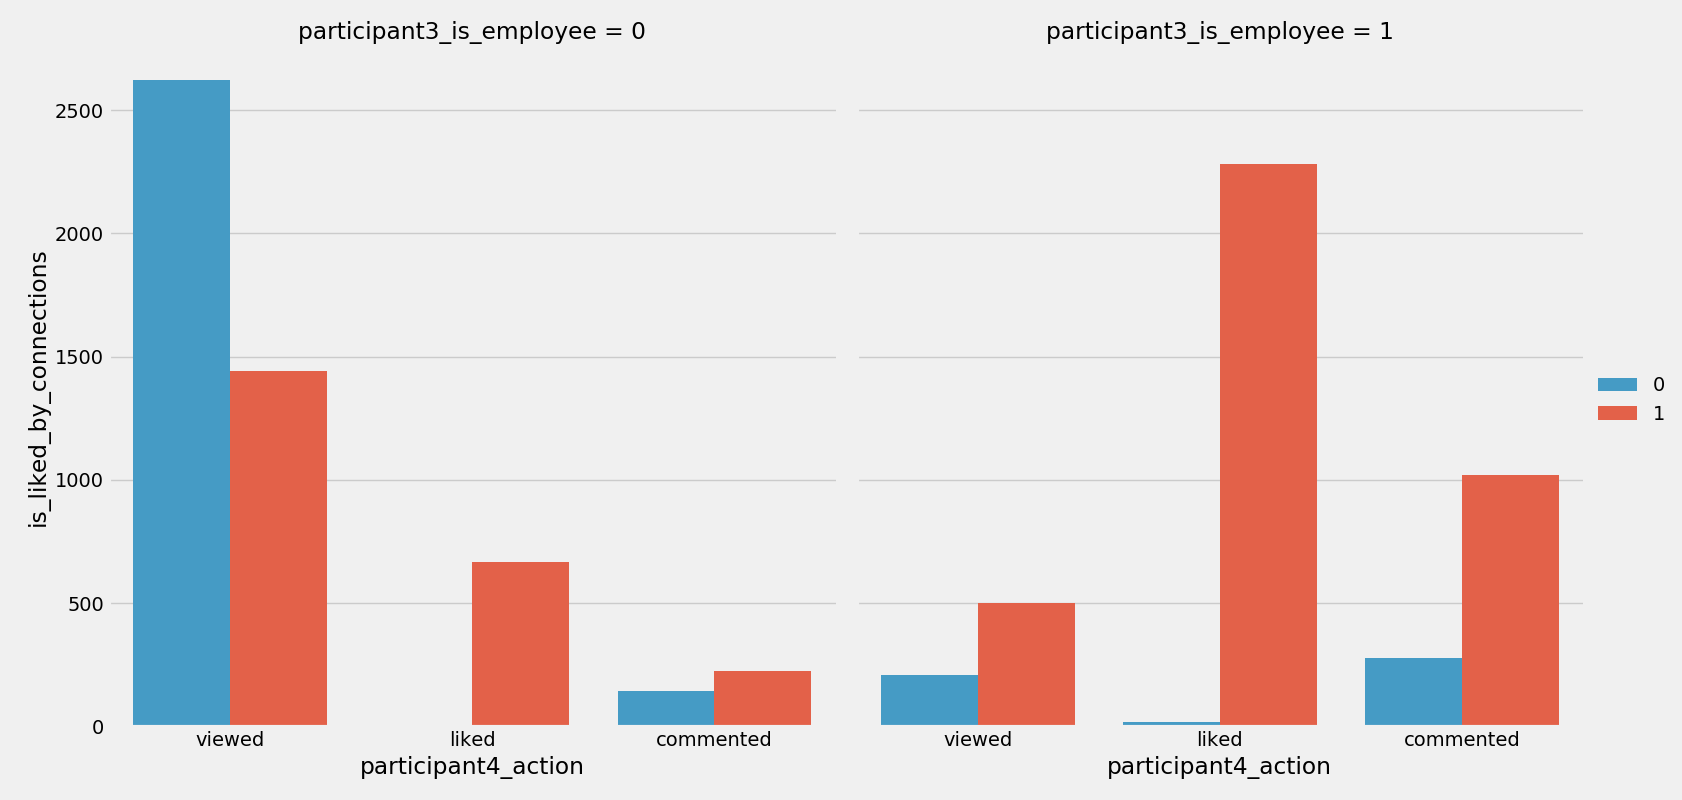 participant3_is_employee = 0
participant3_is_employee = 1
is_liked_by_connections
2500
2000
1500
1000
500
0
viewed
liked
commented
viewed
liked
commented
participant4_action
participant4_action
0
1